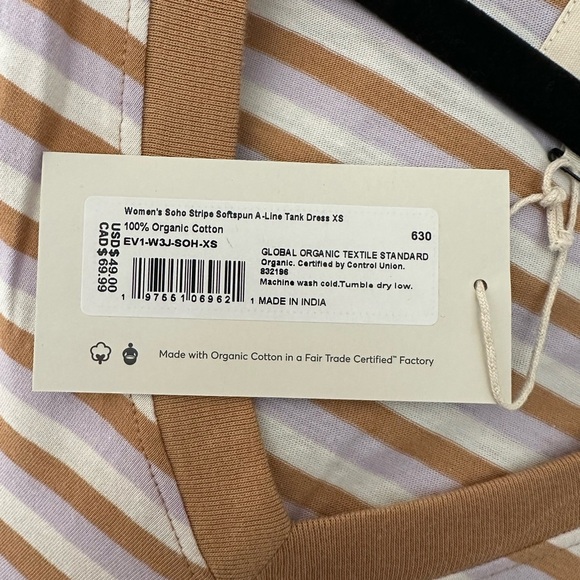 Women's Soho Stripe Softspun A-Line Tank Dress XS
100% Organic Cotton
630
EV1-W3J-SOH-XS
GLOBAL ORGANIC TEXTILE STANDARD
Organic. Certified by Control Union.
832196
Machine wash cold.Tumble dry low.
1 97551 06962 1
MADE IN INDIA
USD$49.00
CAD$69.99
Made with Organic Cotton in a Fair Trade Certified™ Factory